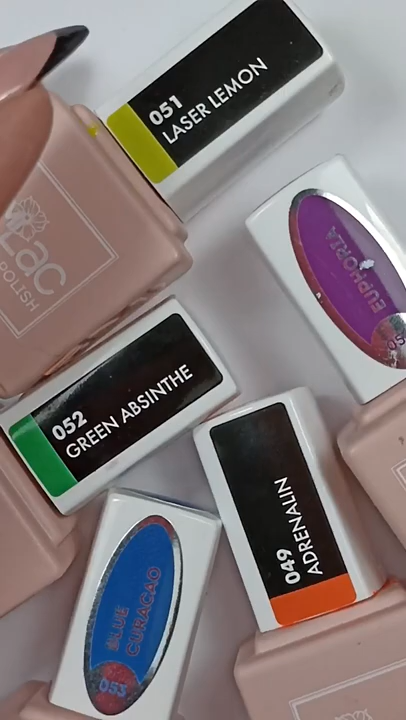 051
LASER LEMON
Lac
POLISH
EUPHORIA
052
GREEN ABSINTHE
049
ADRENALIN
BLUE
CURACAO
053